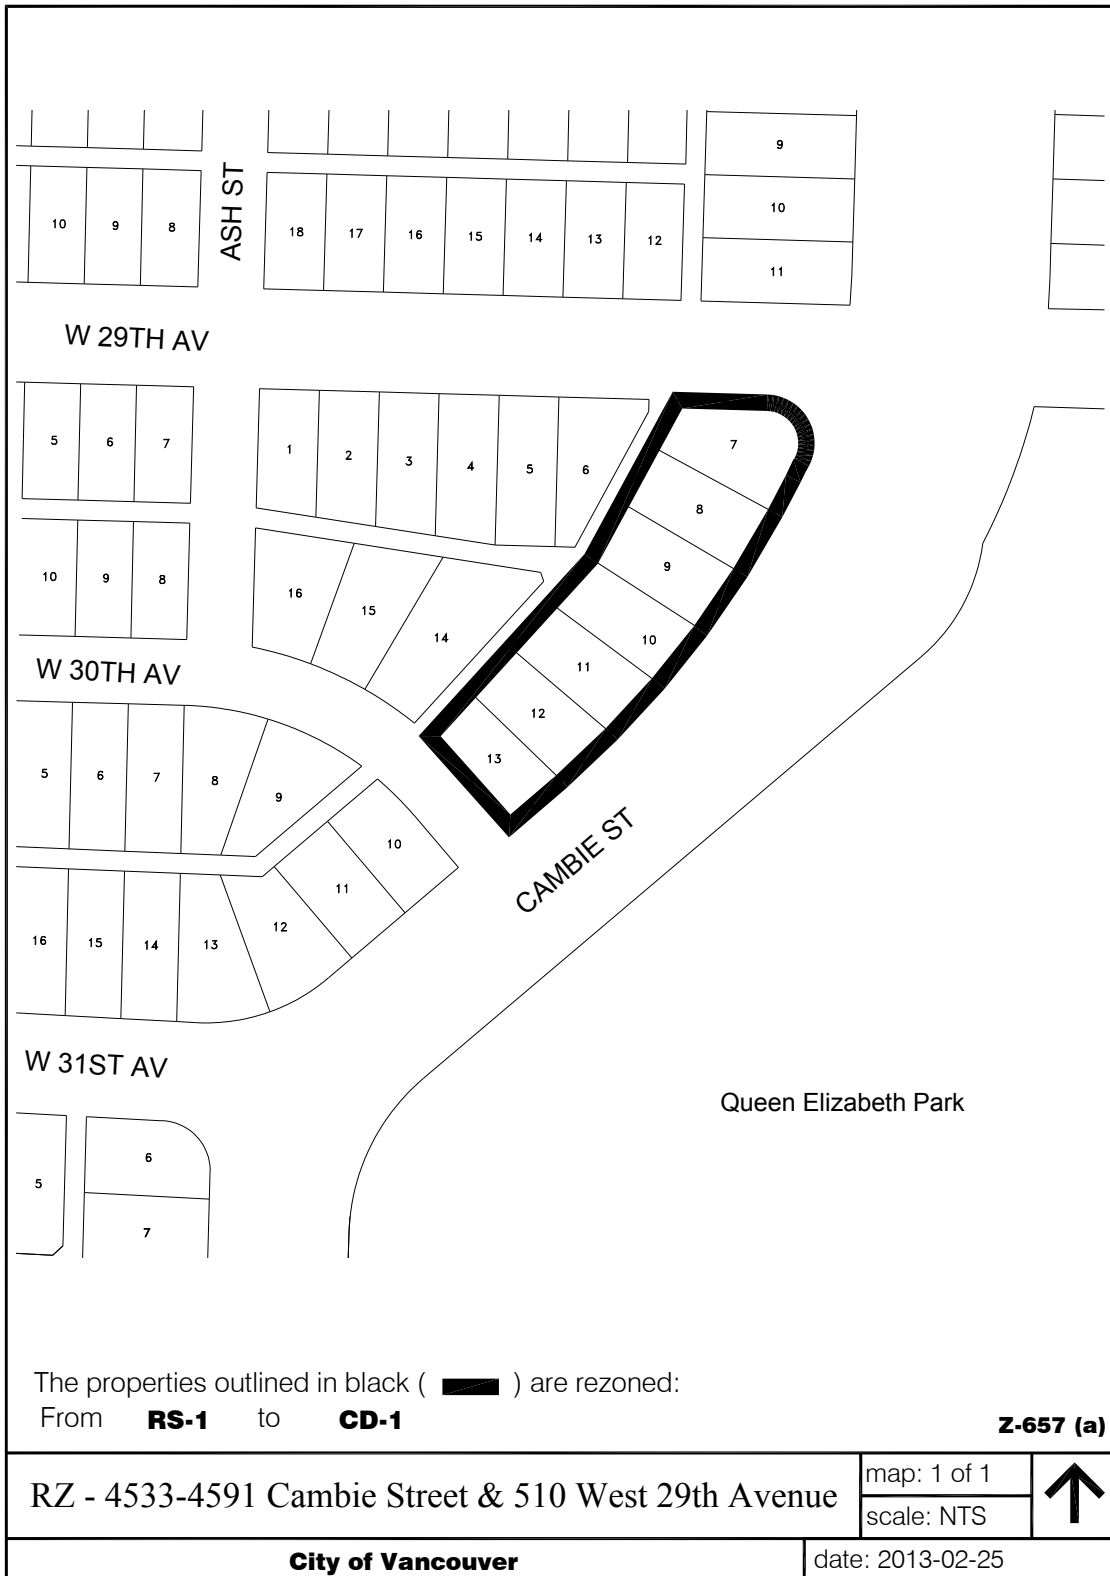 9
10
11
10 9 8
ASH ST
18 17 16 15 14 13 12
W 29TH AV
5 6 7
1 2 3 4 5 6
7
8
9
10
11
12
13
10 9 8
16 15 14
W 30TH AV
5 6 7 8 9
10
11
12
CAMBIE ST
16 15 14 13
W 31ST AV
Queen Elizabeth Park
5
6
7
The properties outlined in black ( ) are rezoned:
From RS-1 to CD-1
Z-657 (a)
RZ - 4533-4591 Cambie Street & 510 West 29th Avenue
map: 1 of 1
scale: NTS
City of Vancouver
date: 2013-02-25